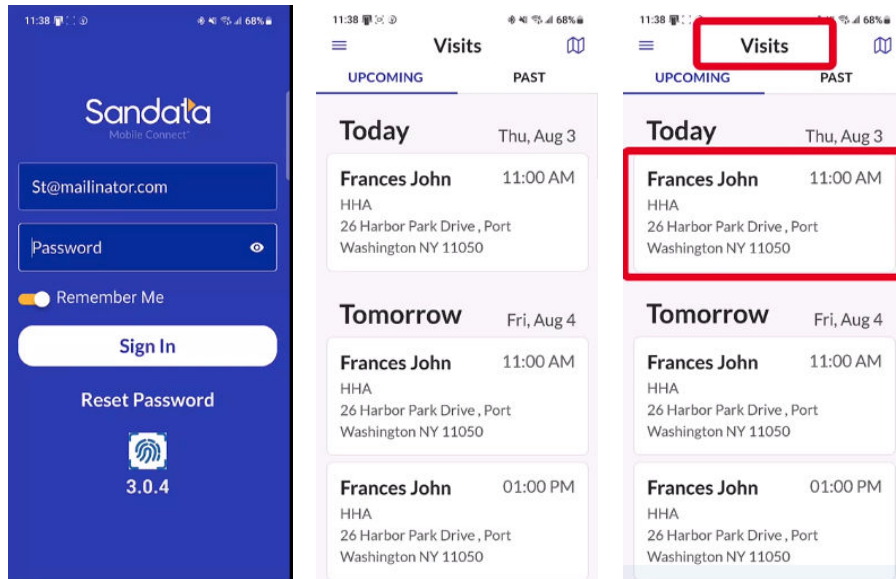 11:38
68%
Sandata
Mobile Connect
St@mailinator.com
Password
Remember Me
Sign In
Reset Password
3.0.4
11:38
68%
Visits
UPCOMING PAST
Today Thu, Aug 3
Frances John 11:00 AM
HHA
26 Harbor Park Drive , Port
Washington NY 11050
Tomorrow Fri, Aug 4
Frances John 11:00 AM
HHA
26 Harbor Park Drive , Port
Washington NY 11050
Frances John 01:00 PM
HHA
26 Harbor Park Drive , Port
Washington NY 11050
11:38
68%
Visits
UPCOMING PAST
Today Thu, Aug 3
Frances John 11:00 AM
HHA
26 Harbor Park Drive , Port
Washington NY 11050
Tomorrow Fri, Aug 4
Frances John 11:00 AM
HHA
26 Harbor Park Drive , Port
Washington NY 11050
Frances John 01:00 PM
HHA
26 Harbor Park Drive , Port
Washington NY 11050